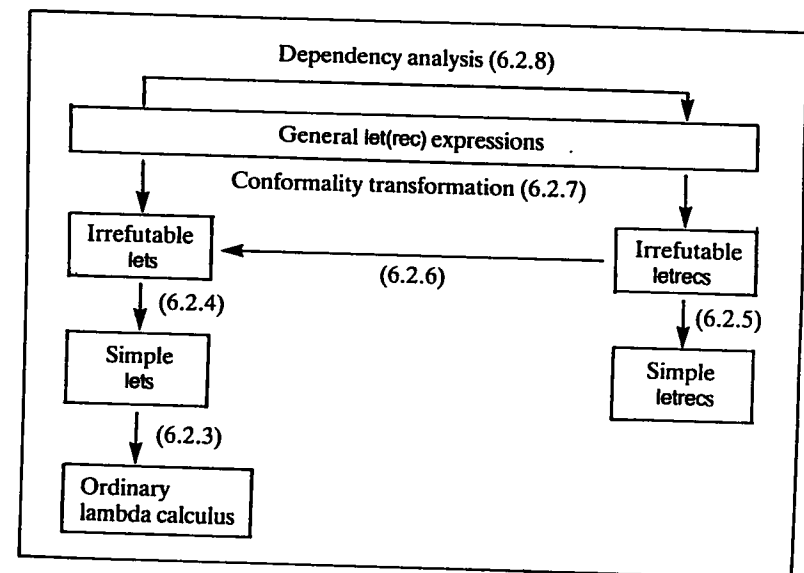 Dependency analysis (6.2.8)
General let(rec) expressions
Conformality transformation (6.2.7)
Irrefutable
lets
(6.2.6)
Irrefutable
letrecs
(6.2.4)
(6.2.5)
Simple
lets
Simple
letrecs
(6.2.3)
Ordinary
lambda calculus